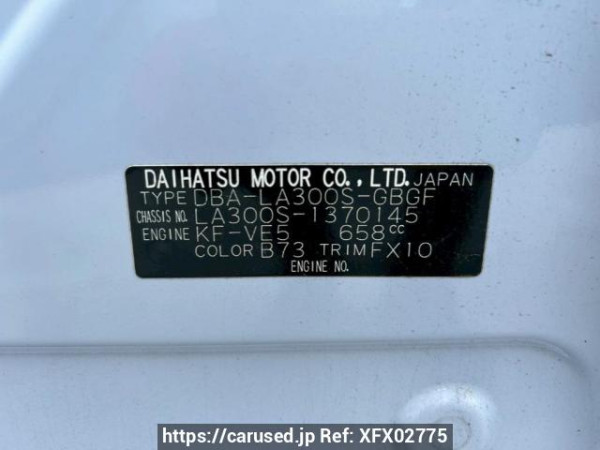 DAIHATSU MOTOR CO.,LTD. JAPAN
TYPE DBA-LA300S-GBGF
CHASSIS NO. LA300S-1370145
ENGINE KF-VE5 658CC
COLOR B73 TRIM FX10
ENGINE NO.
https://carused.jp Ref: XFX02775